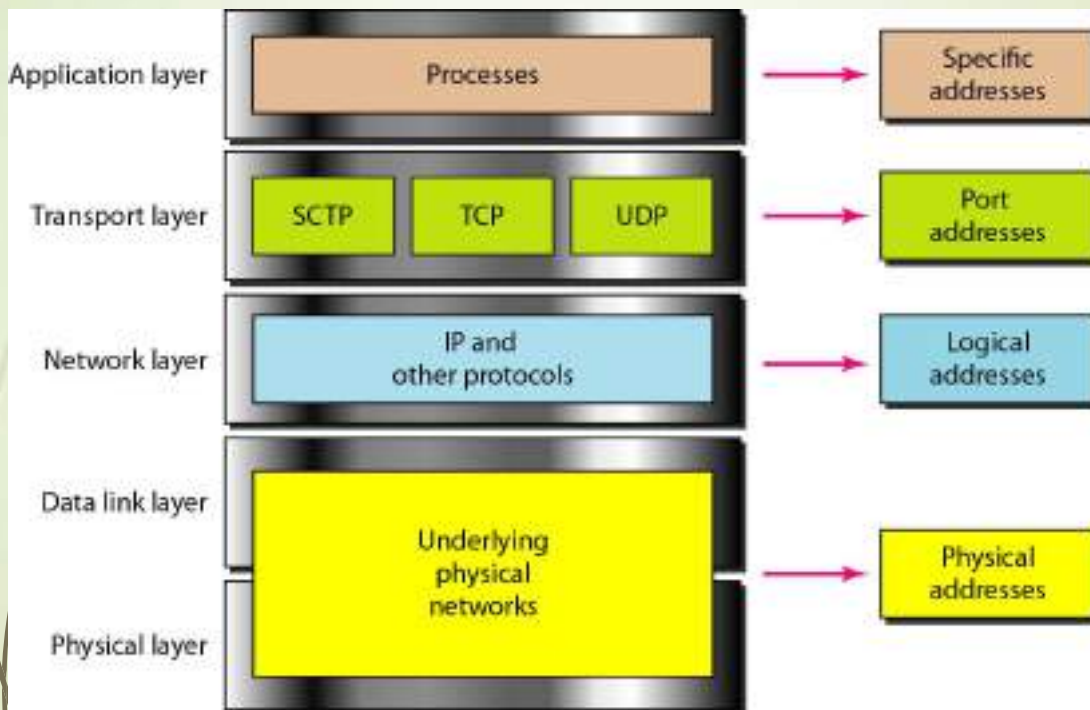 Application layer
Processes
Specific
addresses
Transport layer
SCTP
TCP
UDP
Port
addresses
Network layer
IP and
other protocols
Logical
addresses
Data link layer
Underlying
physical
networks
Physical
addresses
Physical layer